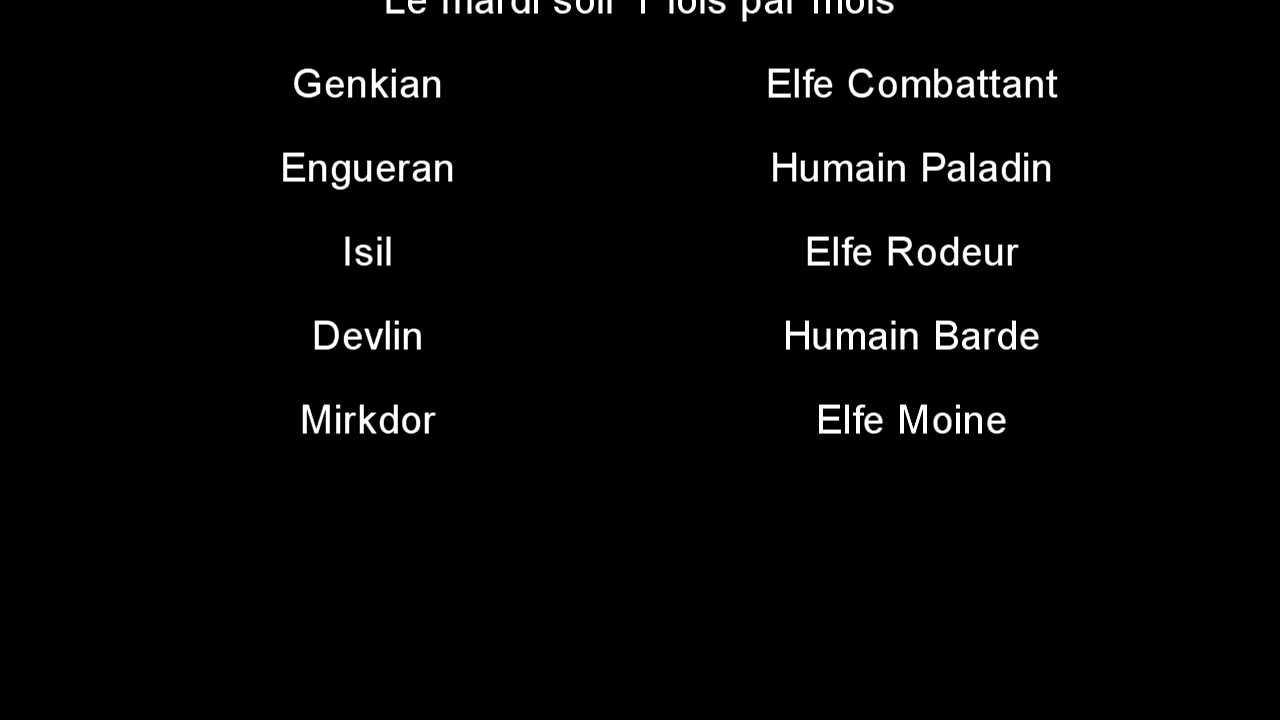 Le mardi soir 1 fois par mois
Genkian Elfe Combattant
Engueran Humain Paladin
Isil Elfe Rodeur
Devlin Humain Barde
Mirkdor Elfe Moine